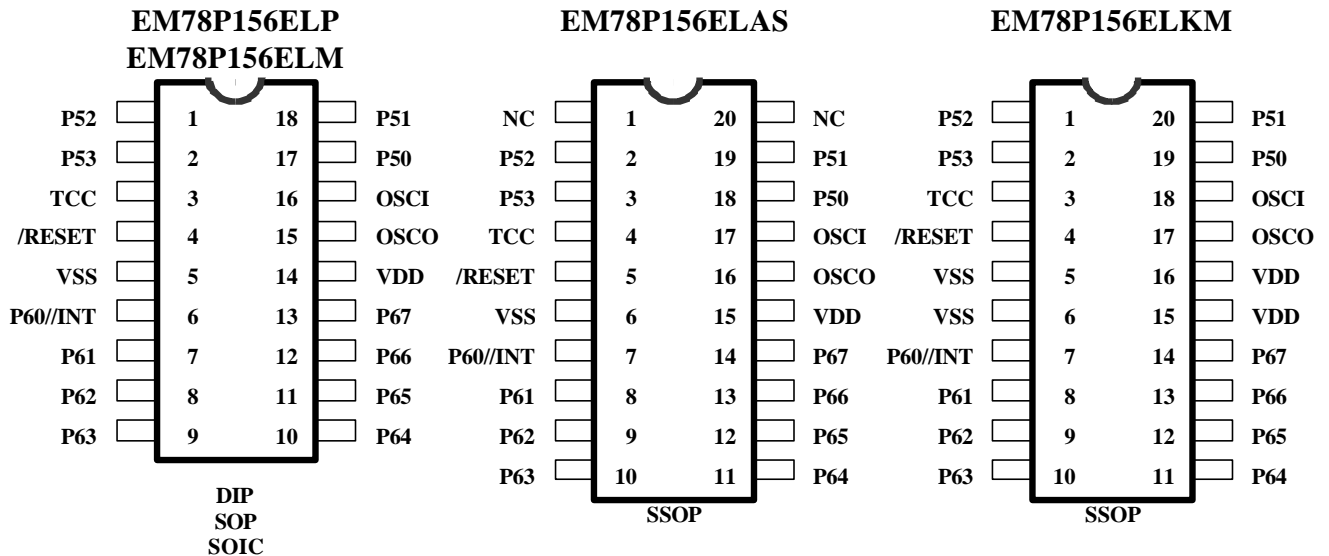 EM78P156ELP
EM78P156ELM
P52 1 18 P51
P53 2 17 P50
TCC 3 16 OSCI
/RESET 4 15 OSCO
VSS 5 14 VDD
P60//INT 6 13 P67
P61 7 12 P66
P62 8 11 P65
P63 9 10 P64
DIP
SOP
SOIC
EM78P156ELAS
NC 1 20 NC
P52 2 19 P51
P53 3 18 P50
TCC 4 17 OSCI
/RESET 5 16 OSCO
VSS 6 15 VDD
P60//INT 7 14 P67
P61 8 13 P66
P62 9 12 P65
P63 10 11 P64
SSOP
EM78P156ELKM
P52 1 20 P51
P53 2 19 P50
TCC 3 18 OSCI
/RESET 4 17 OSCO
VSS 5 16 VDD
VSS 6 15 VDD
P60//INT 7 14 P67
P61 8 13 P66
P62 9 12 P65
P63 10 11 P64
SSOP